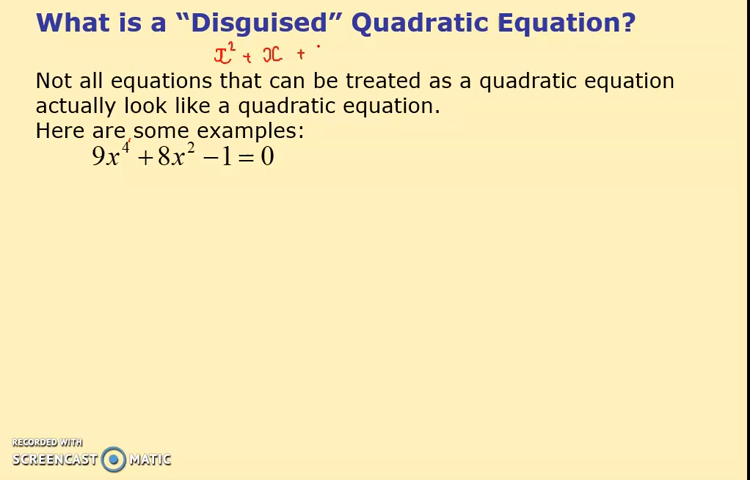 What is a “Disguised” Quadratic Equation?
x² + x +
Not all equations that can be treated as a quadratic equation
actually look like a quadratic equation.
Here are some examples:
9x⁴ + 8x² − 1 = 0
RECORDED WITH
SCREENCAST MATIC